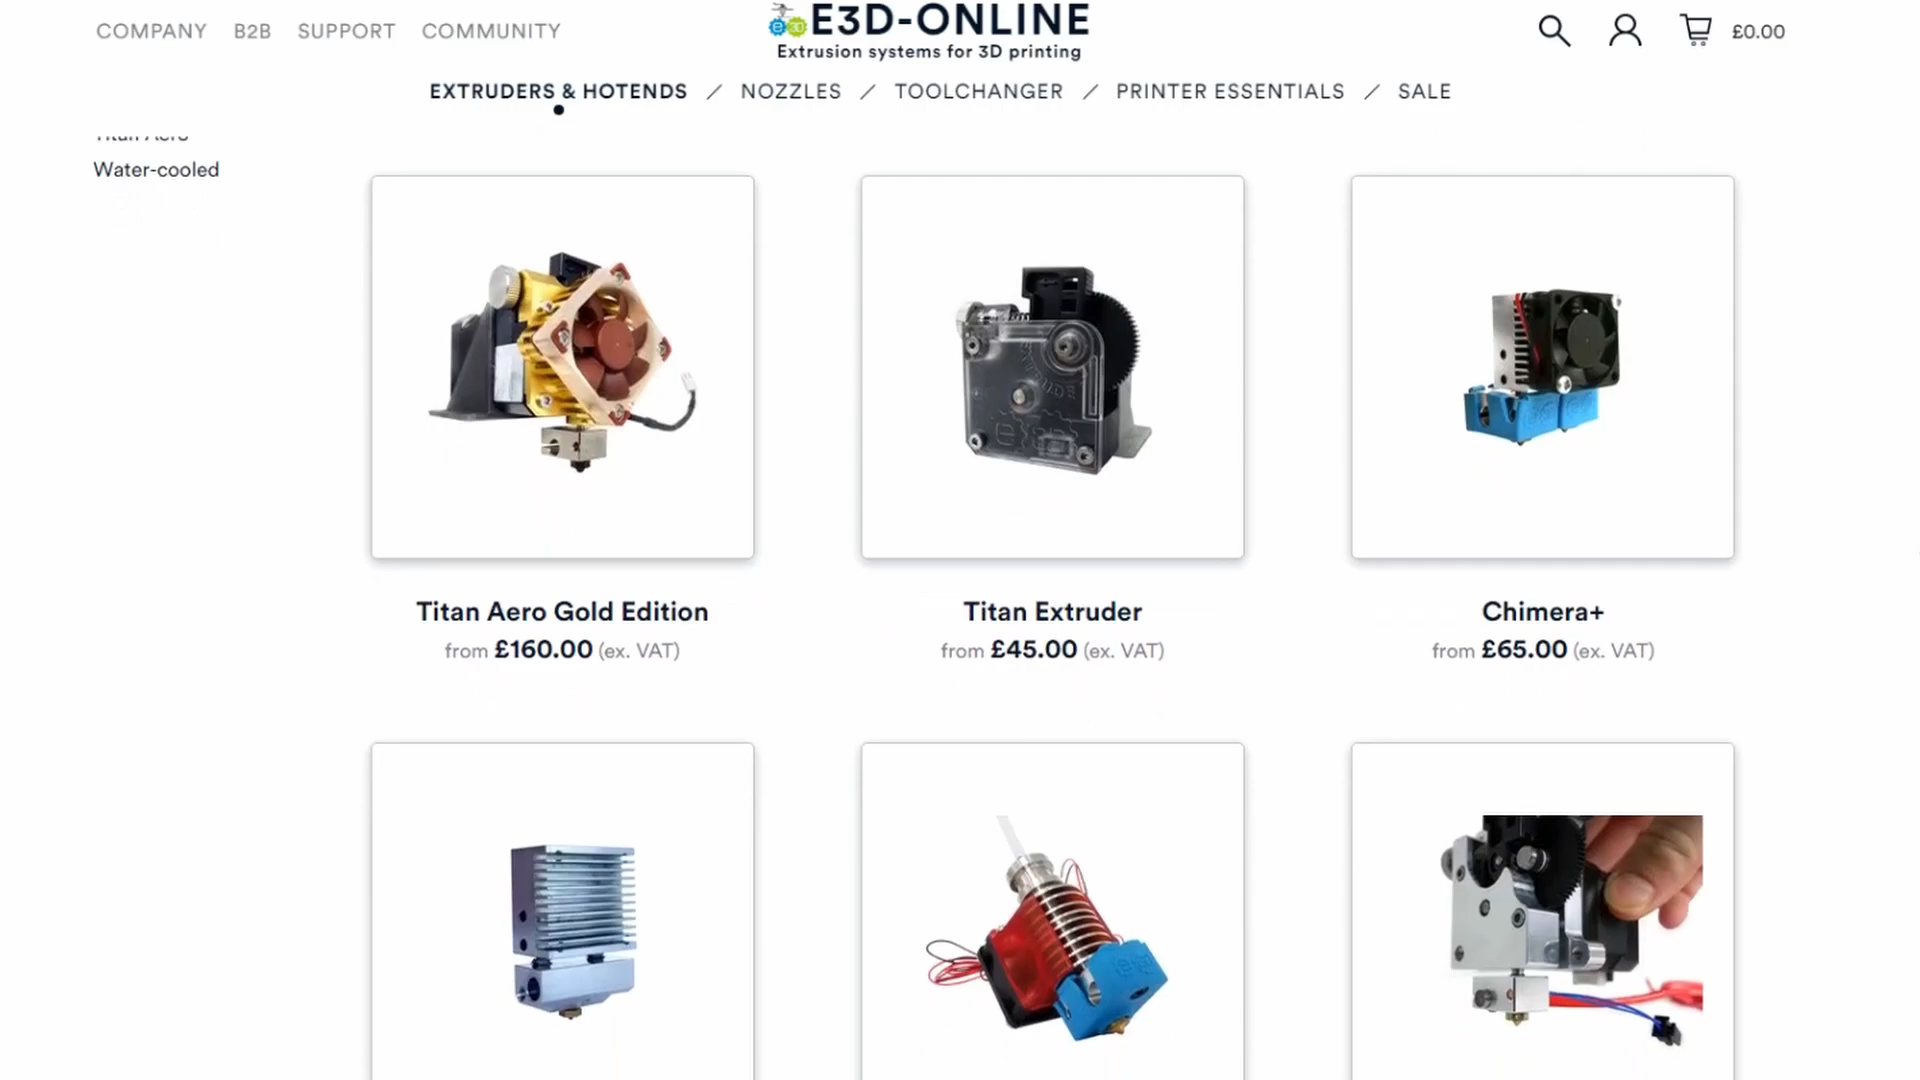 COMPANY B2B SUPPORT COMMUNITY
E3D-ONLINE
Extrusion systems for 3D printing
£0.00
EXTRUDERS & HOTENDS / NOZZLES / TOOLCHANGER / PRINTER ESSENTIALS / SALE
Titan Aero
Water-cooled
Titan Aero Gold Edition
from £160.00 (ex. VAT)
Titan Extruder
from £45.00 (ex. VAT)
Chimera+
from £65.00 (ex. VAT)